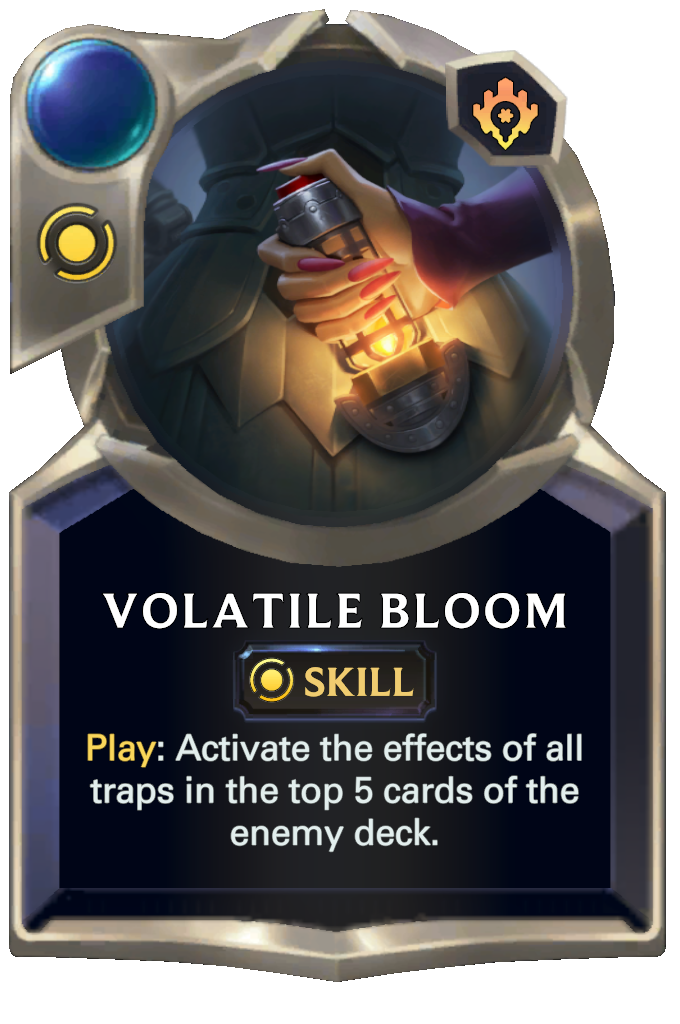 VOLATILE BLOOM
SKILL
Play: Activate the effects of all
traps in the top 5 cards of the
enemy deck.